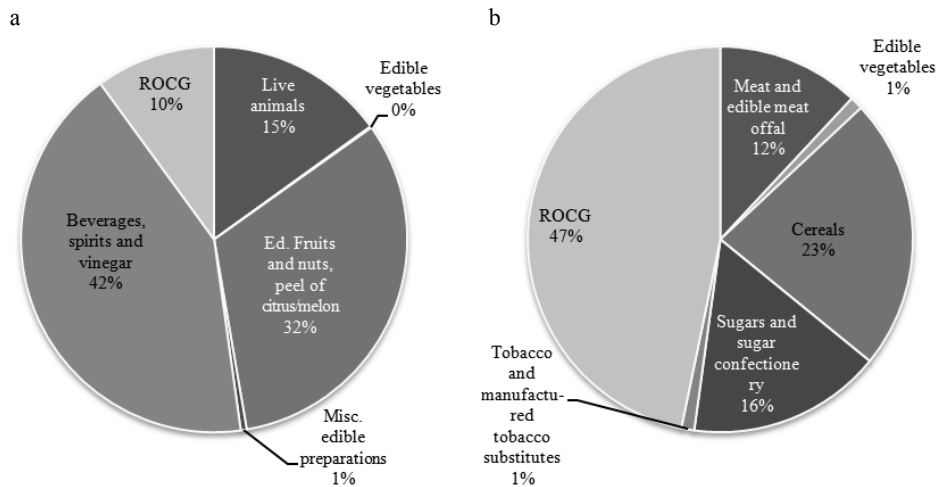 a
ROCG
10%
Live
animals
15%
Edible
vegetables
0%
Beverages,
spirits and
vinegar
42%
Ed. Fruits
and nuts,
peel of
citrus/melon
32%
Misc.
edible
preparations
1%
b
Edible
vegetables
1%
Meat and
edible meat
offal
12%
ROCG
47%
Cereals
23%
Sugars and
sugar
confectione
ry
16%
Tobacco
and
manufactu-
red
tobacco
substitutes
1%